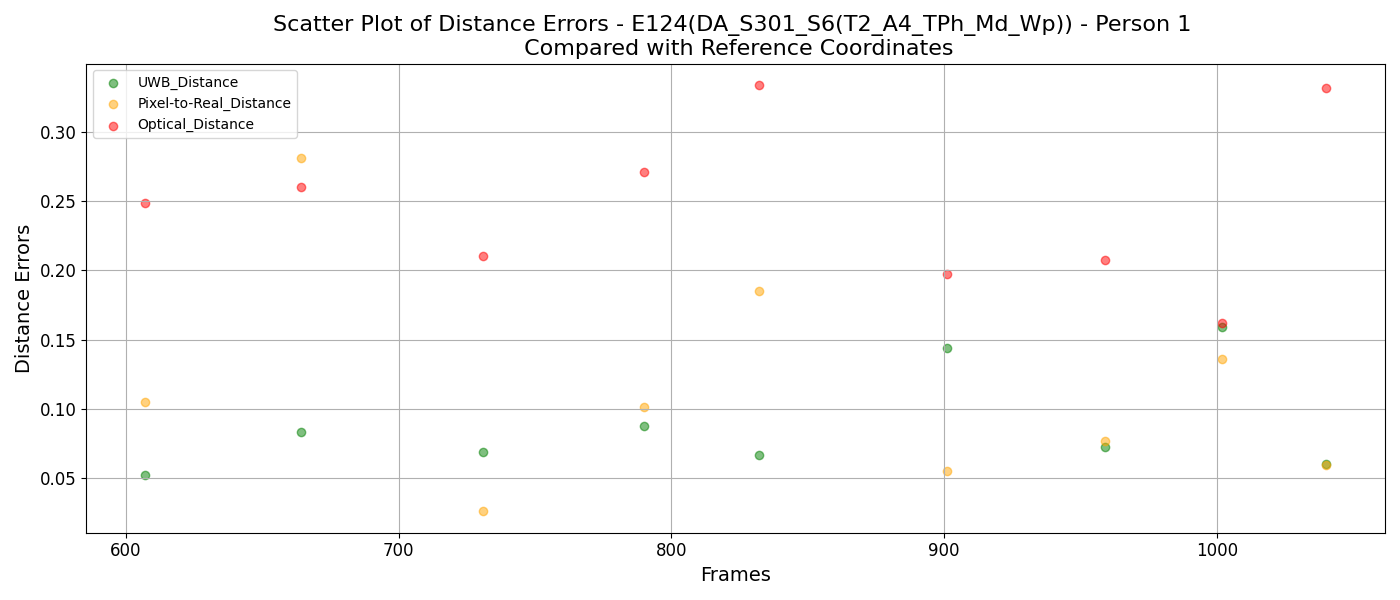 Scatter Plot of Distance Errors - E124(DA_S301_S6(T2_A4_TPh_Md_Wp)) - Person 1
Compared with Reference Coordinates
UWB_Distance
Pixel-to-Real_Distance
Optical_Distance
Distance Errors
0.30
0.25
0.20
0.15
0.10
0.05
600 700 800 900 1000
Frames